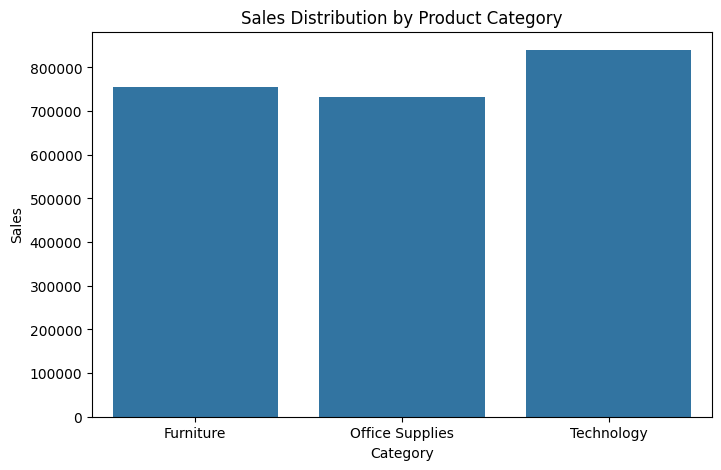 Sales Distribution by Product Category
800000
700000
600000
500000
400000
300000
200000
100000
0
Sales
Furniture
Office Supplies
Technology
Category